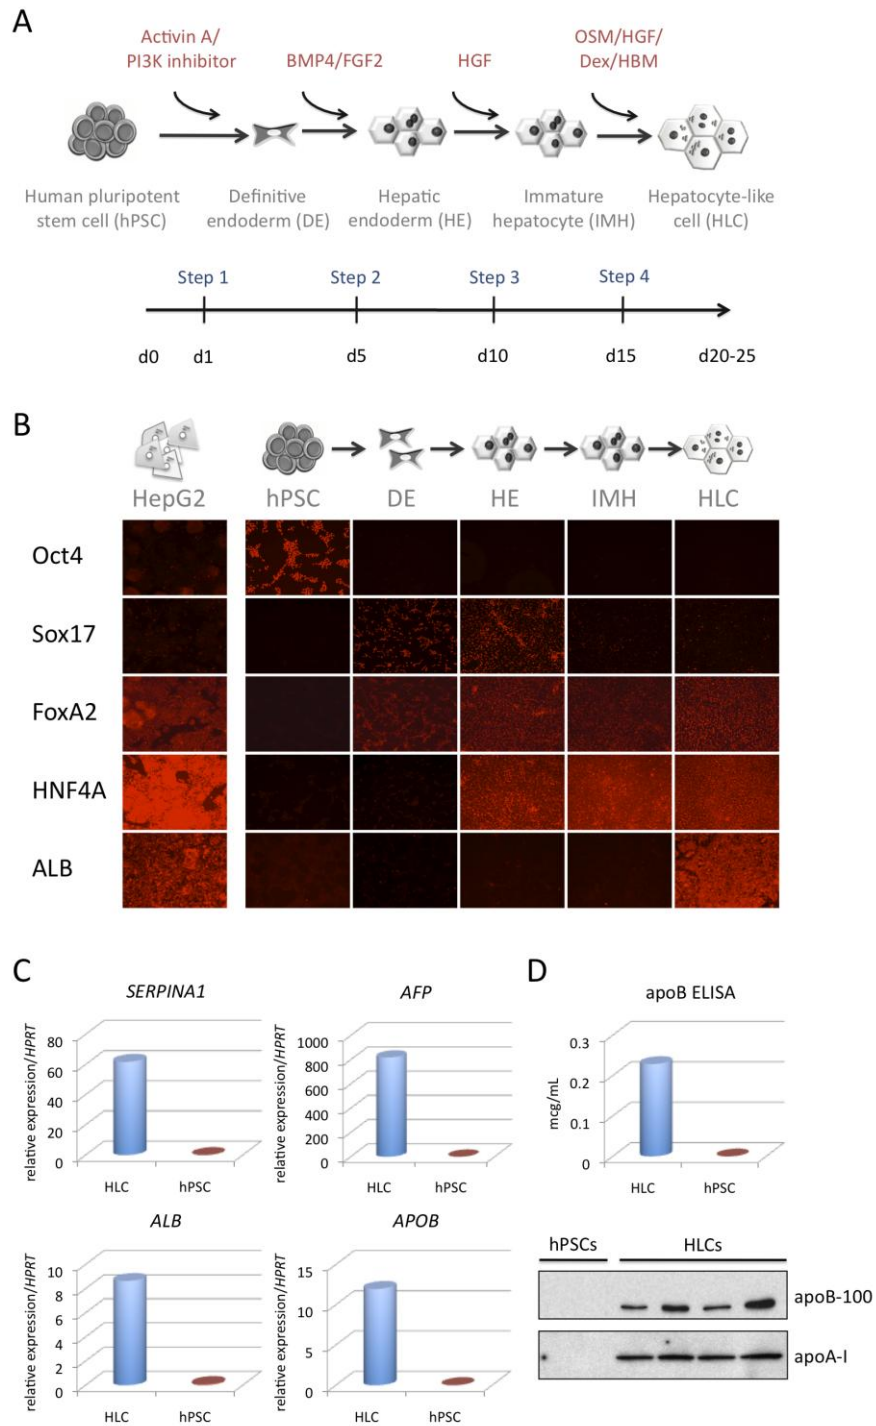 A
Activin A/
PI3K inhibitor
BMP4/FGF2
HGF
OSM/HGF/
Dex/HBM
Human pluripotent
stem cell (hPSC)
Definitive
endoderm (DE)
Hepatic
endoderm (HE)
Immature
hepatocyte (IMH)
Hepatocyte-like
cell (HLC)
Step 1
Step 2
Step 3
Step 4
d0
d1
d5
d10
d15
d20-25
B
HepG2
hPSC
DE
HE
IMH
HLC
Oct4
Sox17
FoxA2
HNF4A
ALB
C
SERPINA1
relative expression/HPRT
80
60
40
20
0
HLC
hPSC
AFP
relative expression/HPRT
1000
800
600
400
200
0
HLC
hPSC
ALB
relative expression/HPRT
10
8
6
4
2
0
HLC
hPSC
APOB
relative expression/HPRT
15
10
5
0
HLC
hPSC
D
apoB ELISA
mcg/mL
0.3
0.2
0.1
0
HLC
hPSC
hPSCs
HLCs
apoB-100
apoA-I